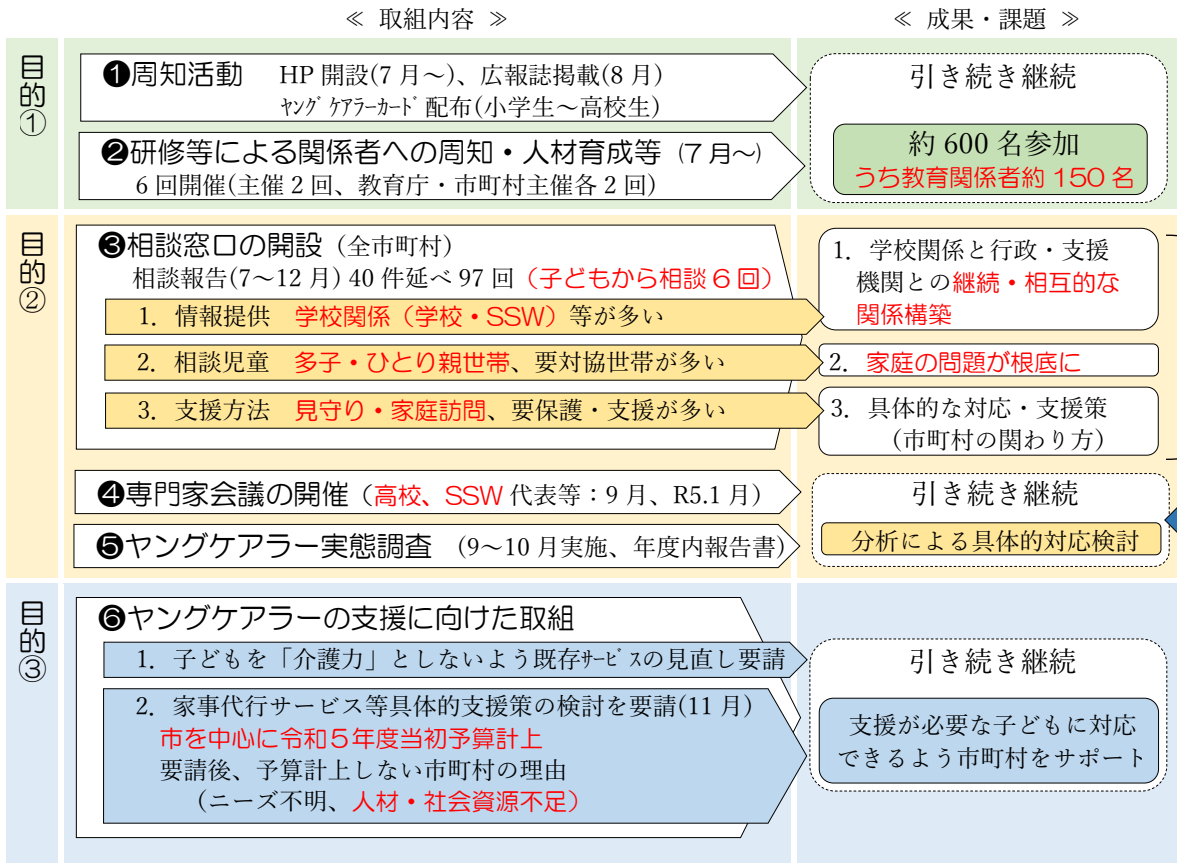 ≪ 取組内容 ≫
≪ 成果・課題 ≫
目的①
❶周知活動 HP 開設(7 月～)、広報誌掲載(8 月)
ﾔﾝｸﾞｹｱﾗｰｶｰﾄﾞ配布(小学生～高校生)
❷研修等による関係者への周知・人材育成等 (7 月～)
6 回開催(主催 2 回、教育庁・市町村主催各 2 回)
引き続き継続
約 600 名参加
うち教育関係者約 150 名
目的②
❸相談窓口の開設 (全市町村)
相談報告(7～12 月) 40 件延べ 97 回（子どもから相談 6 回）
1. 情報提供 学校関係（学校・SSW）等が多い
2. 相談児童 多子・ひとり親世帯、要対協世帯が多い
3. 支援方法 見守り・家庭訪問、要保護・支援が多い
1. 学校関係と行政・支援
機関との継続・相互的な
関係構築
2. 家庭の問題が根底に
3. 具体的な対応・支援策
（市町村の関わり方）
❹専門家会議の開催（高校、SSW 代表等：9 月、R5.1 月）
❺ヤングケアラー実態調査 (9～10 月実施、年度内報告書)
引き続き継続
分析による具体的対応検討
目的③
❻ヤングケアラーの支援に向けた取組
1. 子どもを「介護力」としないよう既存ｻｰﾋﾞｽの見直し要請
2. 家事代行サービス等具体的支援策の検討を要請(11 月)
市を中心に令和５年度当初予算計上
要請後、予算計上しない市町村の理由
（ニーズ不明、人材・社会資源不足）
引き続き継続
支援が必要な子どもに対応
できるよう市町村をサポート